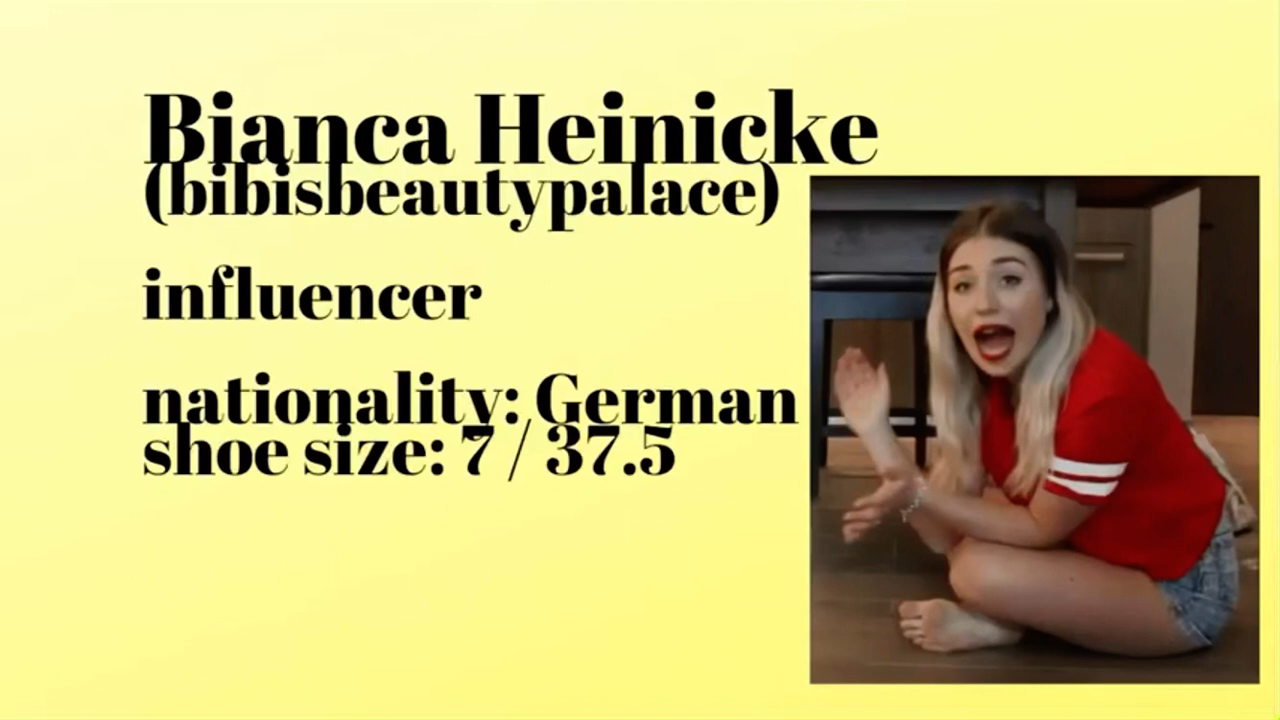 Bianca Heinicke
(bibisbeautypalace)
influencer
nationality: German
shoe size: 7 / 37.5